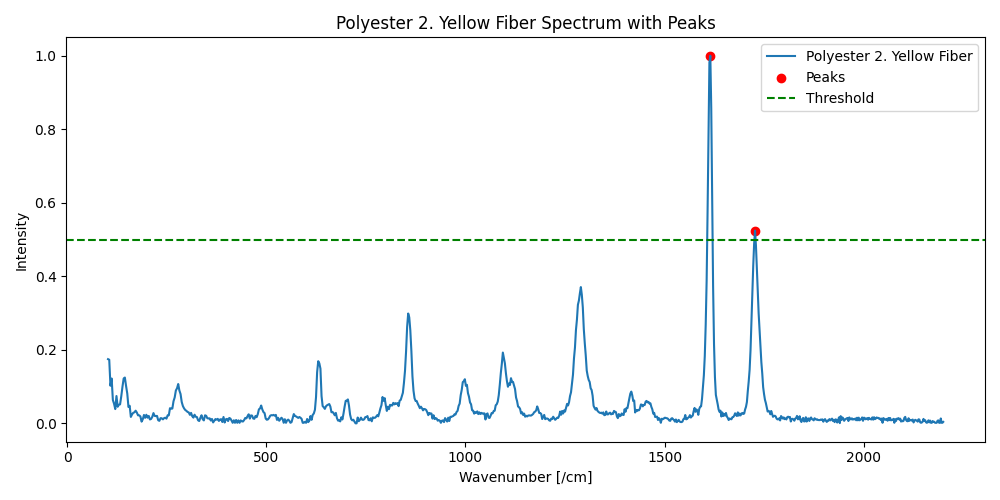 Polyester 2. Yellow Fiber Spectrum with Peaks
Polyester 2. Yellow Fiber
Peaks
Threshold
1.0
0.8
0.6
0.4
0.2
0.0
Intensity
0 500 1000 1500 2000
Wavenumber [/cm]